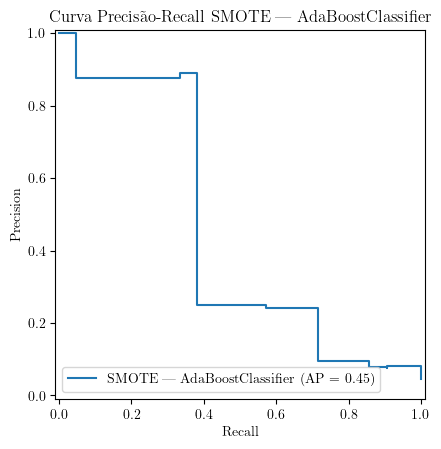 Curva Precisão-Recall SMOTE — AdaBoostClassifier
1.0
0.8
0.6
0.4
0.2
0.0
Precision
SMOTE — AdaBoostClassifier (AP = 0.45)
0.0 0.2 0.4 0.6 0.8 1.0
Recall